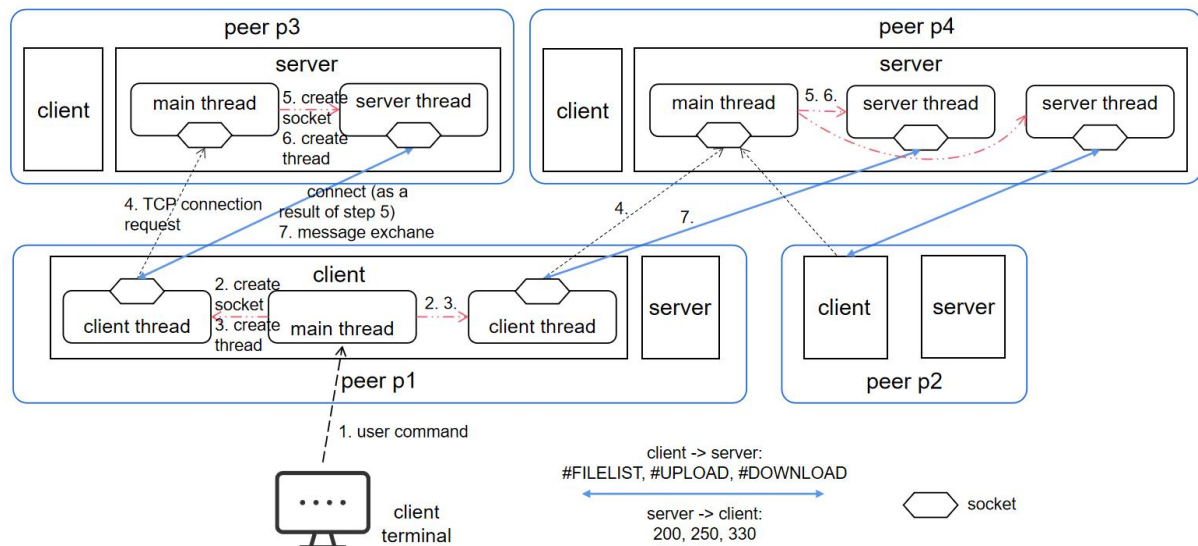 peer p3
server
client
main thread
5. create
socket
6. create
thread
server thread
peer p4
server
client
main thread
5. 6.
server thread
server thread
4. TCP connection
request
connect (as a
result of step 5)
7. message exchane
4.
7.
client
2. create
socket
3. create
thread
client thread
main thread
2. 3.
client thread
server
peer p1
client
server
peer p2
1. user command
client
terminal
client -> server:
#FILELIST, #UPLOAD, #DOWNLOAD
server -> client:
200, 250, 330
socket